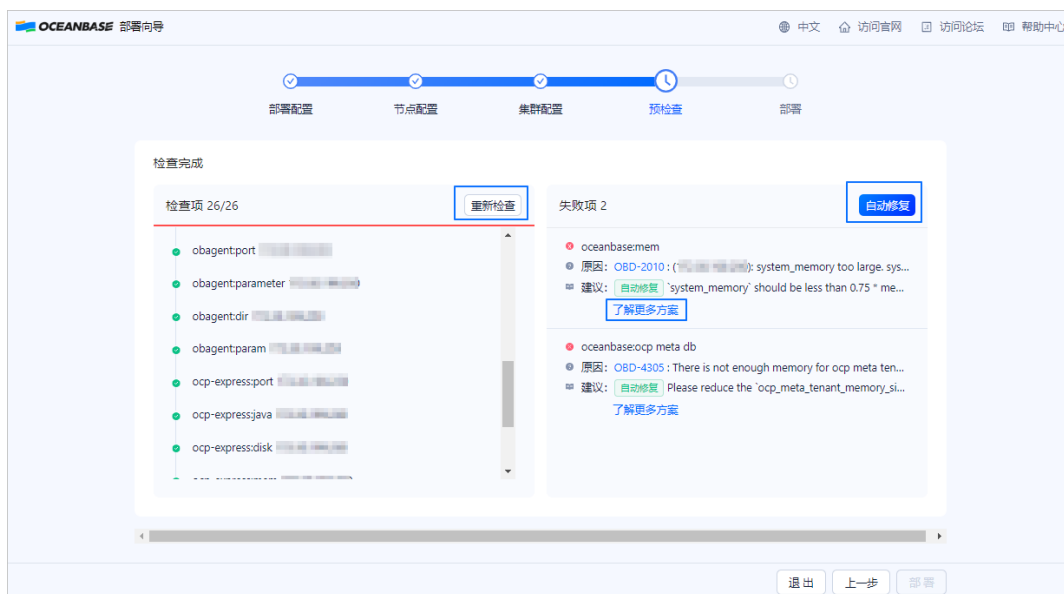 OCEANBASE 部署向导 中文 访问官网 访问论坛 帮助中心
部署配置 节点配置 集群配置 预检查 部署
检查完成
检查项 26/26 重新检查
obagent:port
obagent:parameter
obagent:dir
obagent:param
ocp-express:port
ocp-express:java
ocp-express:disk
失败项 2 自动修复
oceanbase:mem
原因: OBD-2010 : ( ): system_memory too large. sys...
建议: 自动修复 `system_memory` should be less than 0.75 * me...
了解更多方案
oceanbase:ocp meta db
原因: OBD-4305 : There is not enough memory for ocp meta ten...
建议: 自动修复 Please reduce the `ocp_meta_tenant_memory_si...
了解更多方案
退出 上一步 部署